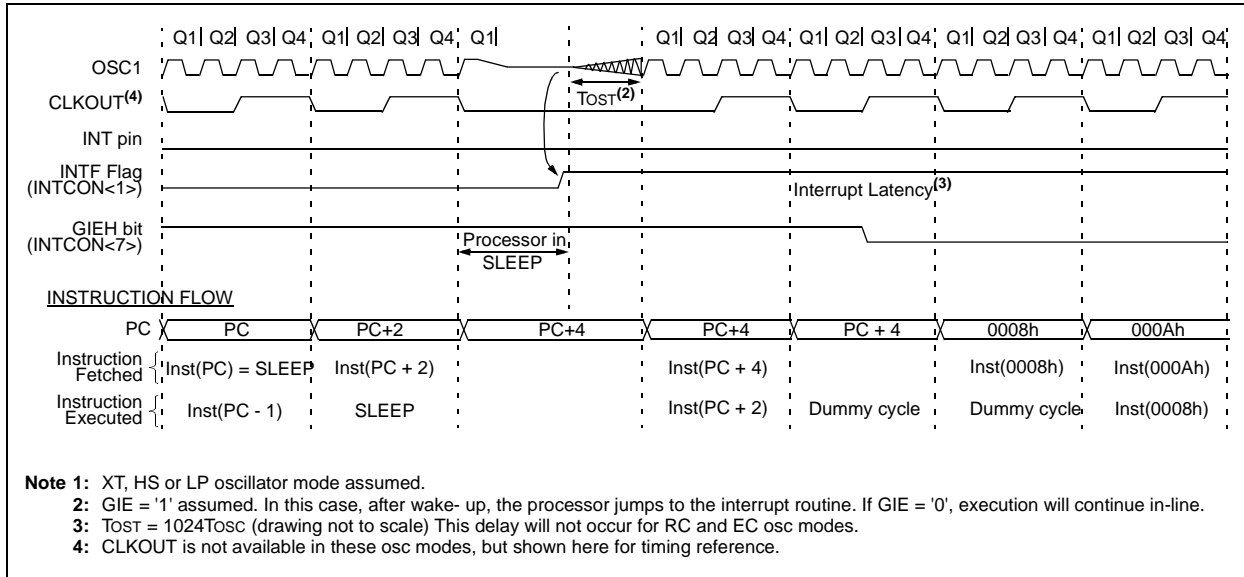 Q1 Q2 Q3 Q4 Q1 Q2 Q3 Q4 Q1 Q1 Q2 Q3 Q4 Q1 Q2 Q3 Q4 Q1 Q2 Q3 Q4 Q1 Q2 Q3 Q4
OSC1
TOST(2)
CLKOUT(4)
INT pin
INTF Flag
(INTCON<1>)
Interrupt Latency(3)
GIEH bit
(INTCON<7>)
Processor in
SLEEP
INSTRUCTION FLOW
PC PC PC+2 PC+4 PC+4 PC + 4 0008h 000Ah
Instruction
Fetched
Inst(PC) = SLEEP Inst(PC + 2) Inst(PC + 4) Inst(0008h) Inst(000Ah)
Instruction
Executed
Inst(PC - 1) SLEEP Inst(PC + 2) Dummy cycle Dummy cycle Inst(0008h)
Note 1: XT, HS or LP oscillator mode assumed.
2: GIE = '1' assumed. In this case, after wake- up, the processor jumps to the interrupt routine. If GIE = '0', execution will continue in-line.
3: TOST = 1024TOSC (drawing not to scale) This delay will not occur for RC and EC osc modes.
4: CLKOUT is not available in these osc modes, but shown here for timing reference.